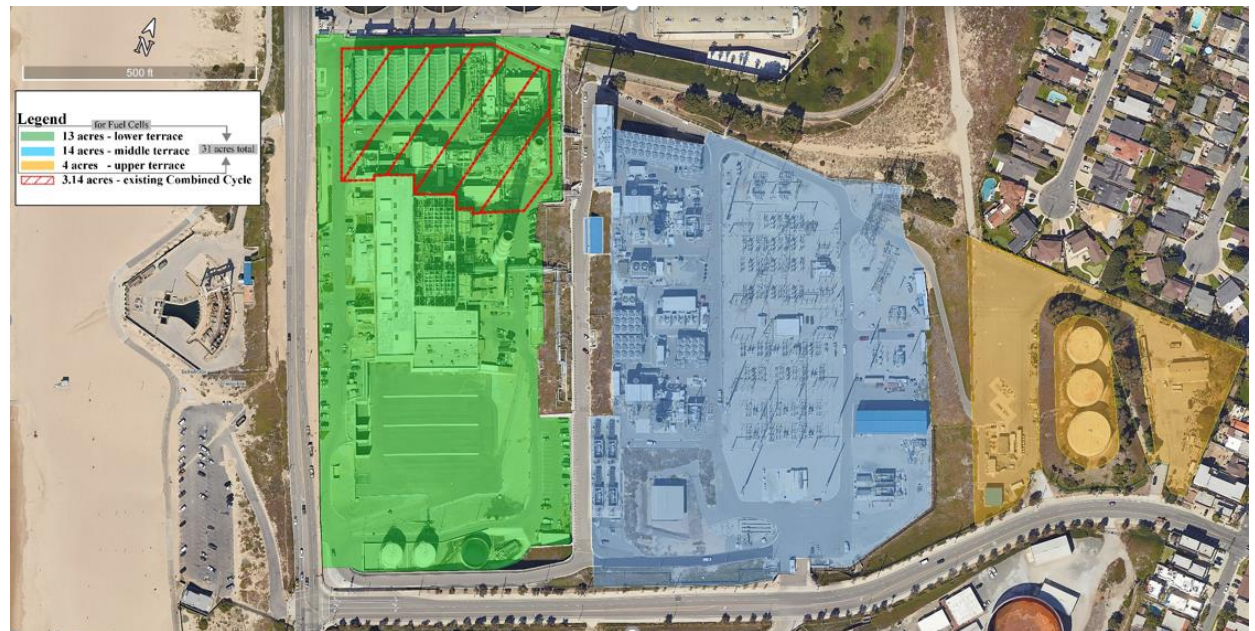 N
500 ft
Legend
for Fuel Cells
13 acres - lower terrace
14 acres - middle terrace
31 acres total
4 acres - upper terrace
3.14 acres - existing Combined Cycle